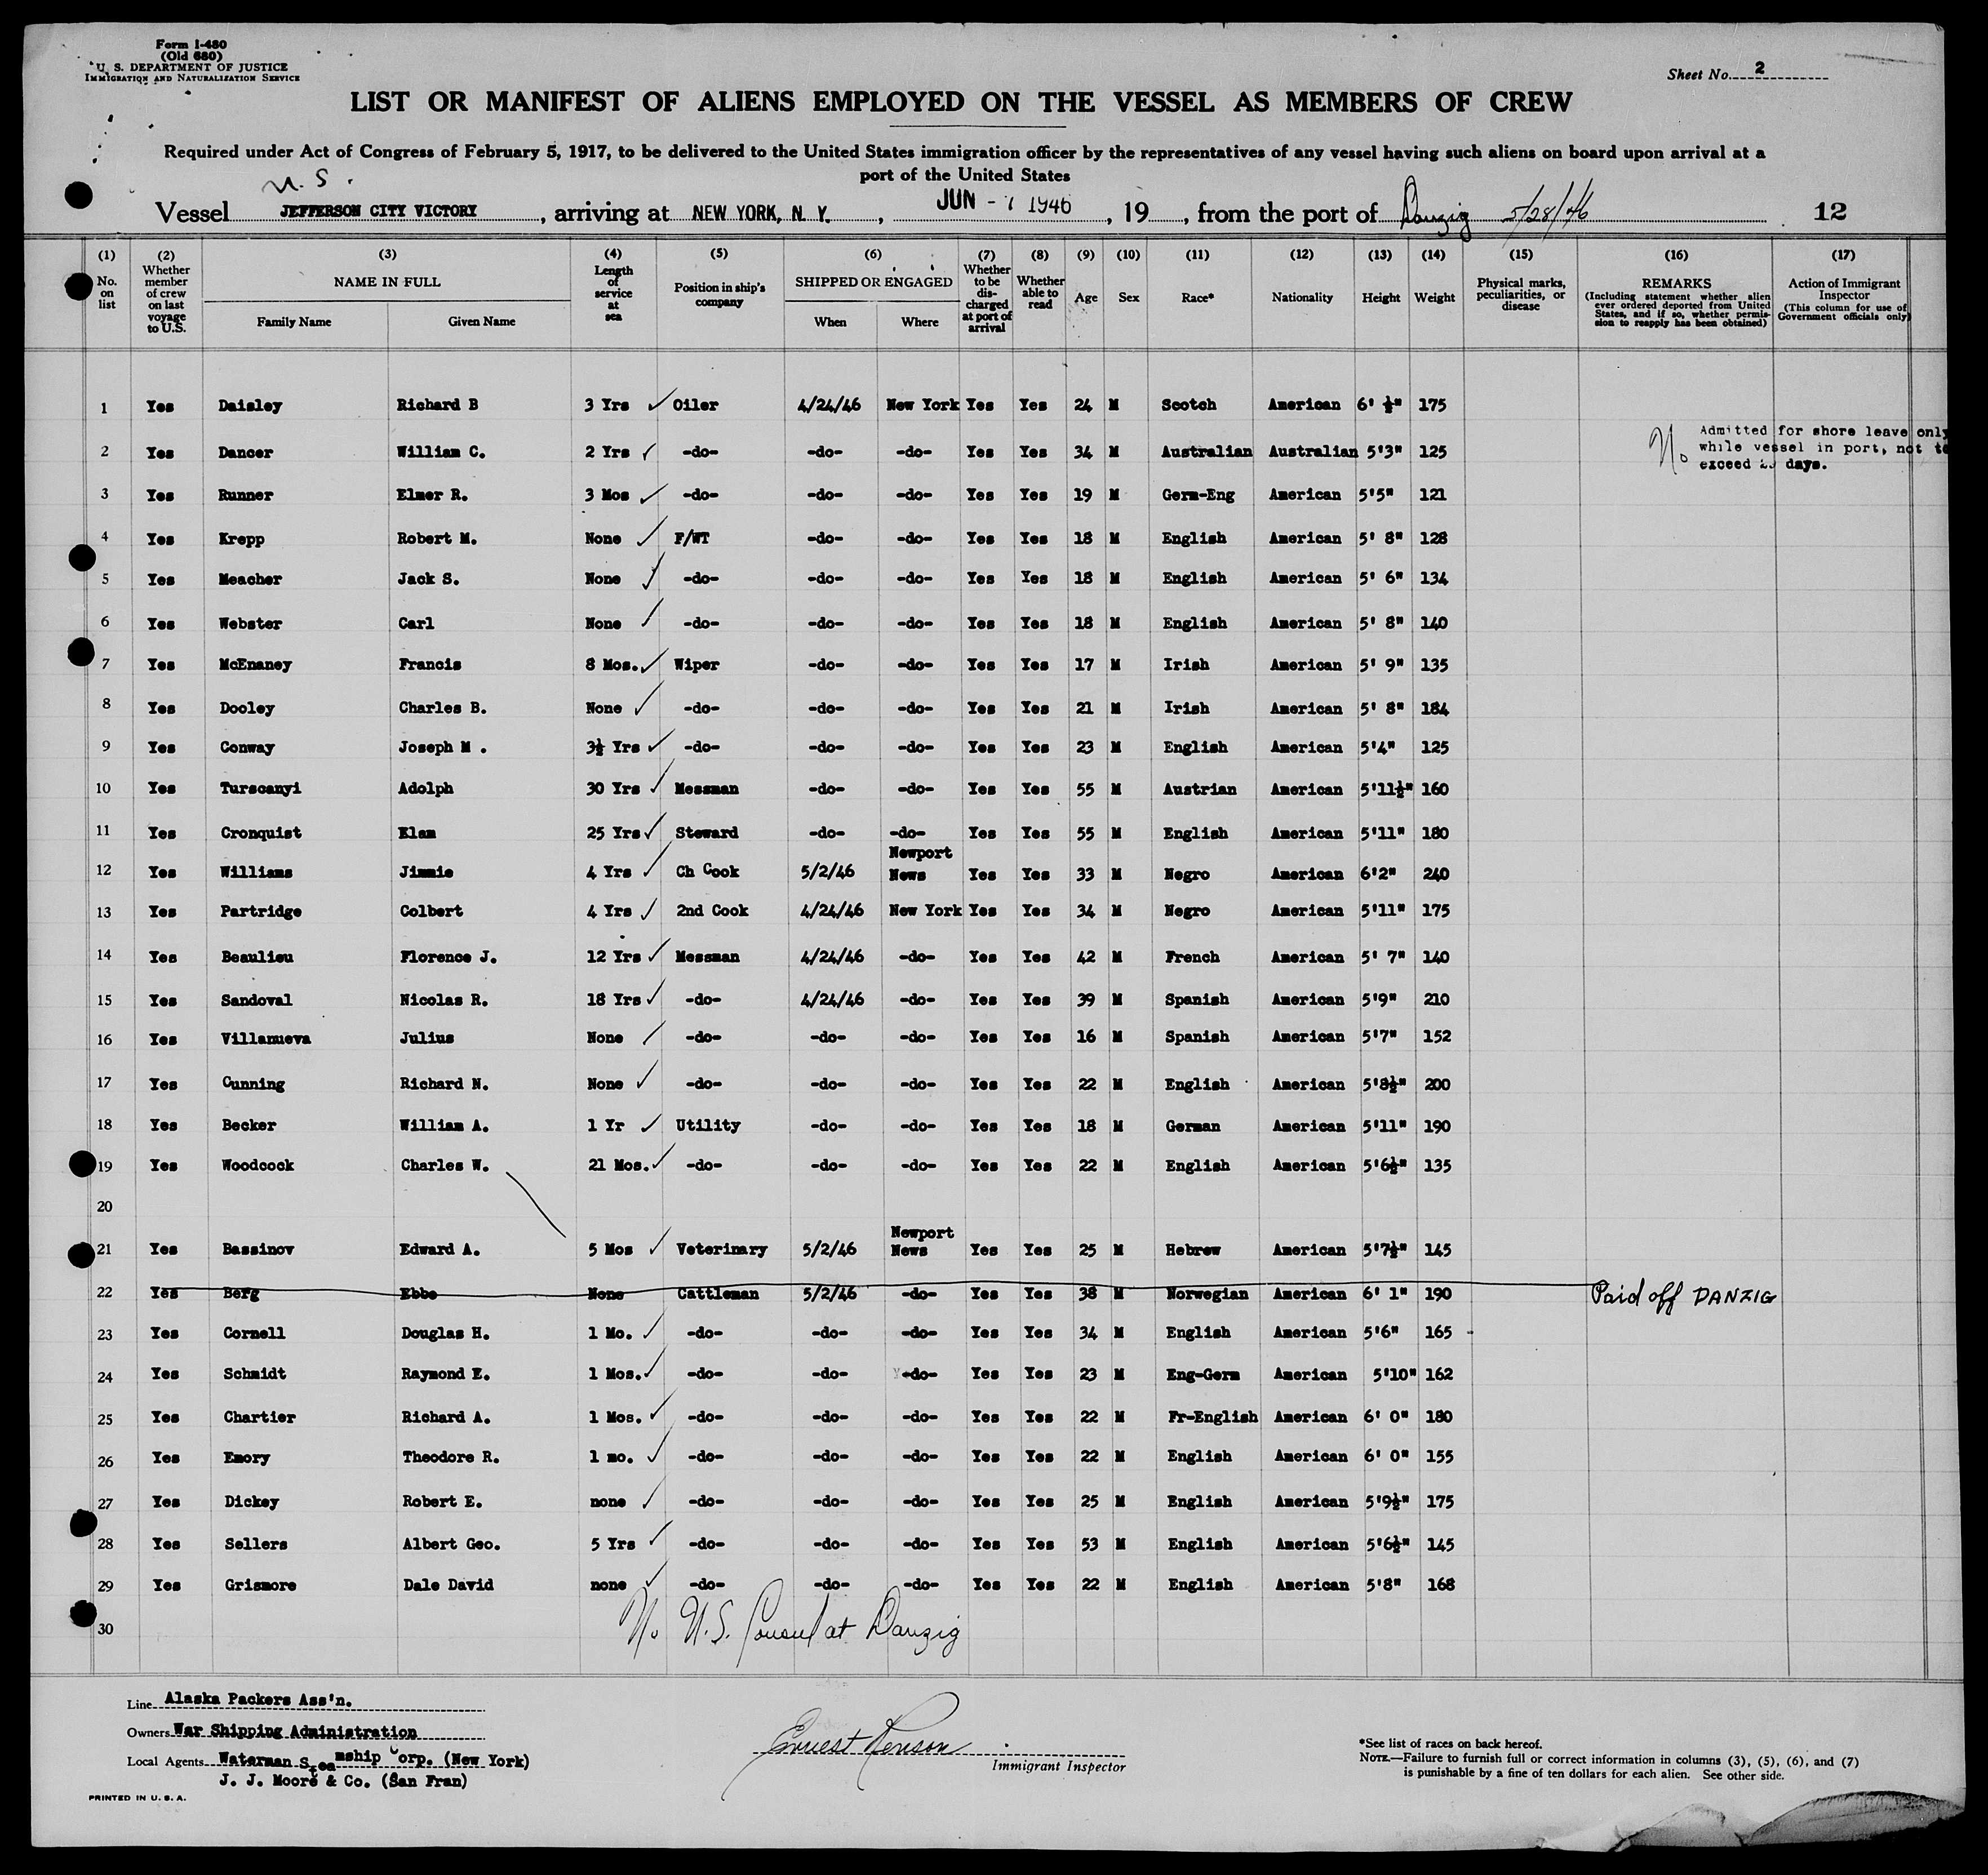 Form I-480
(Old 680)
U. S. DEPARTMENT OF JUSTICE
IMMIGRATION AND NATURALIZATION SERVICE
Sheet No. 2
LIST OR MANIFEST OF ALIENS EMPLOYED ON THE VESSEL AS MEMBERS OF CREW
Required under Act of Congress of February 5, 1917, to be delivered to the United States immigration officer by the representatives of any vessel having such aliens on board upon arrival at a
port of the United States
U. S.
Vessel JEFFERSON CITY VICTORY, arriving at NEW YORK, N. Y., JUN - 7 1946, 19 , from the port of Danzig 5/28/46 12
(1) (2) (3) (4) (5) (6) (7) (8) (9) (10) (11) (12) (13) (14) (15) (16) (17)
No. on list
Whether member of crew on last voyage to U.S.
NAME IN FULL
Family Name Given Name
Length of service at sea
Position in ship's company
SHIPPED OR ENGAGED
When Where
Whether to be discharged at port of arrival
Whether able to read
Age
Sex
Race*
Nationality
Height
Weight
Physical marks, peculiarities, or disease
REMARKS
(Including statement whether alien ever ordered deported from United States, and if so, whether permission to reapply has been obtained)
Action of Immigrant Inspector
(This column for use of Government officials only)
1 Yes Daisley Richard B 3 Yrs ✓ Oiler 4/24/46 New York Yes Yes 24 M Scotch American 6' ½" 175
2 Yes Dancer William C. 2 Yrs ✓ -do- -do- -do- Yes Yes 34 M Australian Australian 5'3" 125 No Admitted for shore leave only
while vessel in port, not to
exceed 29 days.
3 Yes Runner Elmer R. 3 Mos ✓ -do- -do- -do- Yes Yes 19 M Germ-Eng American 5'5" 121
4 Yes Krepp Robert M. None ✓ F/WT -do- -do- Yes Yes 18 M English American 5' 8" 128
5 Yes Meacher Jack S. None ✓ -do- -do- -do- Yes Yes 18 M English American 5' 6" 134
6 Yes Webster Carl None ✓ -do- -do- -do- Yes Yes 18 M English American 5' 8" 140
7 Yes McEnaney Francis 8 Mos. ✓ Wiper -do- -do- Yes Yes 17 M Irish American 5' 9" 135
8 Yes Dooley Charles B. None ✓ -do- -do- -do- Yes Yes 21 M Irish American 5' 8" 184
9 Yes Conway Joseph M . 3½ Yrs ✓ -do- -do- -do- Yes Yes 23 M English American 5'4" 125
10 Yes Turscanyi Adolph 30 Yrs ✓ Messman -do- -do- Yes Yes 55 M Austrian American 5'11½" 160
11 Yes Cronquist Elam 25 Yrs ✓ Steward -do- -do- Yes Yes 55 M English American 5'11" 180
12 Yes Williams Jimmie 4 Yrs ✓ Ch Cook 5/2/46 Newport News Yes Yes 33 M Negro American 6'2" 240
13 Yes Partridge Colbert 4 Yrs ✓ 2nd Cook 4/24/46 New York Yes Yes 34 M Negro American 5'11" 175
14 Yes Beaulieu Florence J. 12 Yrs ✓ Messman 4/24/46 -do- Yes Yes 42 M French American 5' 7" 140
15 Yes Sandoval Nicolas R. 18 Yrs ✓ -do- 4/24/46 -do- Yes Yes 39 M Spanish American 5'9" 210
16 Yes Villanueva Julius None ✓ -do- -do- -do- Yes Yes 16 M Spanish American 5'7" 152
17 Yes Cunning Richard N. None ✓ -do- -do- -do- Yes Yes 22 M English American 5'8½" 200
18 Yes Becker William A. 1 Yr ✓ Utility -do- -do- Yes Yes 18 M German American 5'11" 190
19 Yes Woodcock Charles W. 21 Mos. ✓ -do- -do- -do- Yes Yes 22 M English American 5'6½" 135
20
21 Yes Bassinov Edward A. 5 Mos ✓ Veterinary 5/2/46 Newport News Yes Yes 25 M Hebrew American 5'7½" 145
22 Yes Berg Ebbe None Cattleman 5/2/46 -do- Yes Yes 38 M Norwegian American 6' 1" 190 Paid off DANZIG
23 Yes Cornell Douglas H. 1 Mo. ✓ -do- -do- -do- Yes Yes 34 M English American 5'6" 165
24 Yes Schmidt Raymond E. 1 Mos. ✓ -do- -do- -do- Yes Yes 23 M Eng-Germ American 5'10" 162
25 Yes Chartier Richard A. 1 Mos. ✓ -do- -do- -do- Yes Yes 22 M Fr-English American 6' 0" 180
26 Yes Emory Theodore R. 1 mo. ✓ -do- -do- -do- Yes Yes 22 M English American 6' 0" 155
27 Yes Dickey Robert E. none ✓ -do- -do- -do- Yes Yes 25 M English American 5'9½" 175
28 Yes Sellers Albert Geo. 5 Yrs ✓ -do- -do- -do- Yes Yes 53 M English American 5'6½" 145
29 Yes Grismore Dale David none ✓ -do- -do- -do- Yes Yes 22 M English American 5'8" 168
30 No U.S. Consul at Danzig
Line Alaska Packers Ass'n.
Owners War Shipping Administration
Local Agents Waterman Steamship Corp. (New York)
J. J. Moore & Co. (San Fran)
PRINTED IN U. S. A.
Immigrant Inspector
*See list of races on back hereof.
NOTE.—Failure to furnish full or correct information in columns (3), (5), (6), and (7)
is punishable by a fine of ten dollars for each alien. See other side.